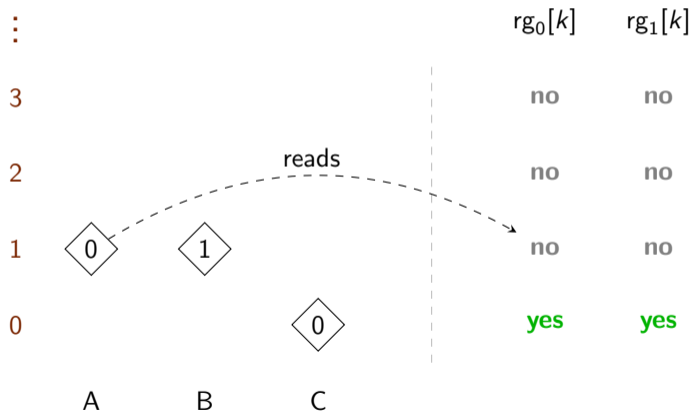 ⋮ rg₀[k] rg₁[k]
3 no no
reads
2 no no
1 0 1 no no
0 0 yes yes
A B C